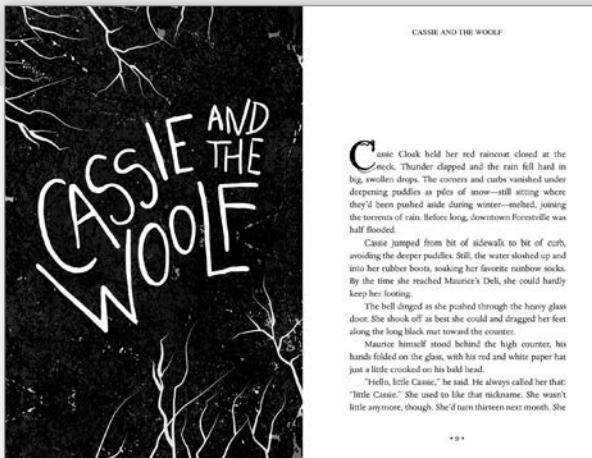 CASSIE AND THE WOOLF
CASSIE AND THE WOOLF
Cassie Cloak held her red raincoat closed at the
neck. Thunder clapped and the rain fell hard in
big, swollen drops. The corners and curbs vanished under
deepening puddles as piles of snow—still sitting where
they'd been pushed aside during winter—melted, joining
the torrents of rain. Before long, downtown Forestville was
half flooded.
Cassie jumped from bit of sidewalk to bit of curb,
avoiding the deeper puddles. Still, the water sloshed up and
into her rubber boots, soaking her favorite rainbow socks.
By the time she reached Maurice's Deli, she could hardly
keep her footing.
The bell dinged as she pushed through the heavy glass
door. She shook off as best she could and dragged her feet
along the long black mat toward the counter.
Maurice himself stood behind the high counter, his
hands folded on the glass, with his red and white paper hat
just a little crooked on his bald head.
"Hello, little Cassie," he said. He always called her that:
"little Cassie." She used to like that nickname. She wasn't
little anymore, though. She'd turn thirteen next month. She
• 9 •